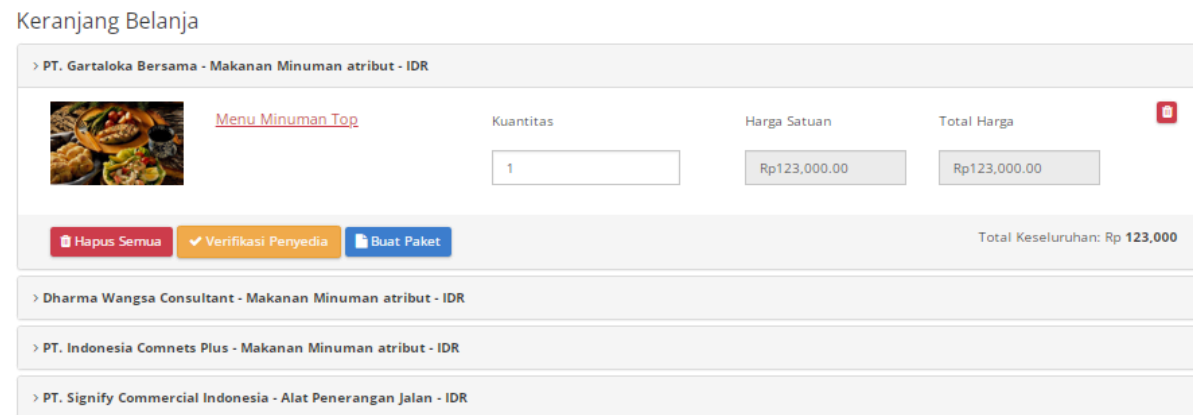 Keranjang Belanja
> PT. Gartaloka Bersama - Makanan Minuman atribut - IDR
Menu Minuman Top Kuantitas Harga Satuan Total Harga
1 Rp123,000.00 Rp123,000.00
Hapus Semua Verifikasi Penyedia Buat Paket Total Keseluruhan: Rp 123,000
> Dharma Wangsa Consultant - Makanan Minuman atribut - IDR
> PT. Indonesia Comnets Plus - Makanan Minuman atribut - IDR
> PT. Signify Commercial Indonesia - Alat Penerangan Jalan - IDR